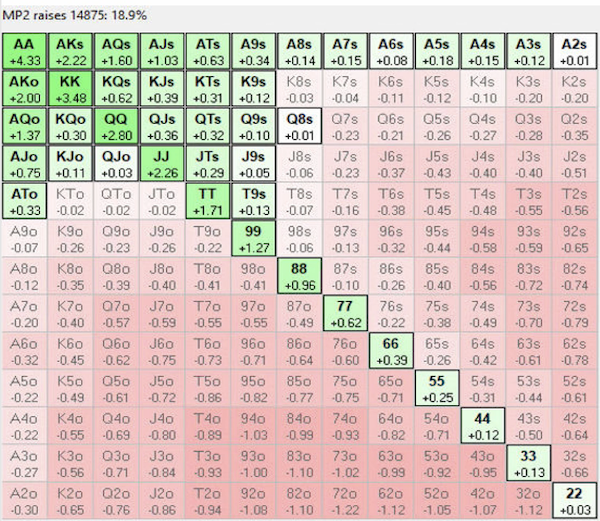 MP2 raises 14875: 18.9%
AA AKs AQs AJs ATs A9s A8s A7s A6s A5s A4s A3s A2s
+4.33 +2.22 +1.60 +1.03 +0.63 +0.34 +0.14 +0.15 +0.08 +0.18 +0.15 +0.12 +0.01
AKo KK KQs KJs KTs K9s K8s K7s K6s K5s K4s K3s K2s
+2.00 +3.48 +0.62 +0.39 +0.31 +0.12 -0.03 -0.04 -0.11 -0.12 -0.10 -0.20 -0.20
AQo KQo QQ QJs QTs Q9s Q8s Q7s Q6s Q5s Q4s Q3s Q2s
+1.37 +0.30 +2.80 +0.36 +0.32 +0.10 +0.01 -0.23 -0.21 -0.26 -0.27 -0.28 -0.35
AJo KJo QJo JJ JTs J9s J8s J7s J6s J5s J4s J3s J2s
+0.75 +0.11 +0.03 +2.26 +0.29 +0.05 -0.06 -0.23 -0.37 -0.43 -0.40 -0.40 -0.51
ATo KTo QTo JTo TT T9s T8s T7s T6s T5s T4s T3s T2s
+0.33 -0.02 -0.02 -0.02 +1.71 +0.13 -0.07 -0.16 -0.38 -0.45 -0.48 -0.55 -0.56
A9o K9o Q9o J9o T9o 99 98s 97s 96s 95s 94s 93s 92s
-0.07 -0.26 -0.23 -0.26 -0.22 +1.27 -0.06 -0.13 -0.32 -0.44 -0.58 -0.59 -0.65
A8o K8o Q8o J8o T8o 98o 88 87s 86s 85s 84s 83s 82s
-0.12 -0.35 -0.39 -0.40 -0.41 -0.41 +0.96 -0.10 -0.26 -0.40 -0.56 -0.72 -0.74
A7o K7o Q7o J7o T7o 97o 87o 77 76s 75s 74s 73s 72s
-0.20 -0.40 -0.57 -0.59 -0.55 -0.55 -0.49 +0.62 -0.22 -0.38 -0.49 -0.70 -0.79
A6o K6o Q6o J6o T6o 96o 86o 76o 66 65s 64s 63s 62s
-0.32 -0.45 -0.62 -0.75 -0.73 -0.71 -0.64 -0.60 +0.39 -0.26 -0.42 -0.61 -0.78
A5o K5o Q5o J5o T5o 95o 85o 75o 65o 55 54s 53s 52s
-0.22 -0.49 -0.61 -0.72 -0.86 -0.82 -0.77 -0.75 -0.71 +0.25 -0.31 -0.44 -0.61
A4o K4o Q4o J4o T4o 94o 84o 74o 64o 54o 44 43s 42s
-0.22 -0.55 -0.69 -0.80 -0.89 -1.03 -0.99 -0.93 -0.82 -0.71 +0.12 -0.50 -0.64
A3o K3o Q3o J3o T3o 93o 83o 73o 63o 53o 43o 33 32s
-0.27 -0.56 -0.71 -0.84 -0.93 -1.00 -1.10 -1.02 -0.99 -0.92 -0.95 +0.13 -0.66
A2o K2o Q2o J2o T2o 92o 82o 72o 62o 52o 42o 32o 22
-0.30 -0.65 -0.76 -0.86 -0.94 -1.08 -1.10 -1.22 -1.12 -1.05 -1.07 -1.12 +0.03